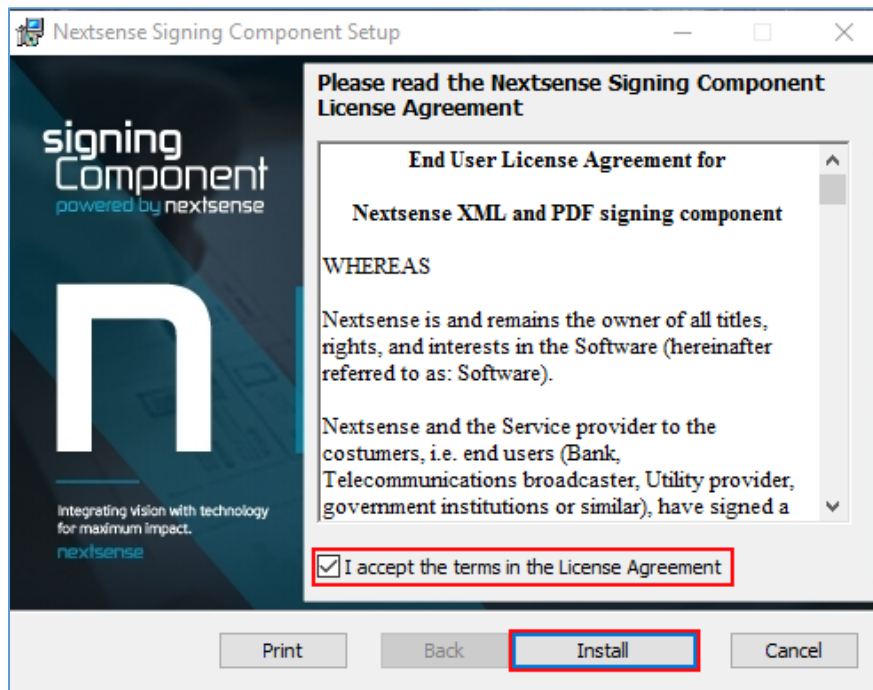 Nextsense Signing Component Setup
Please read the Nextsense Signing Component
License Agreement
signing
Component
powered by nextsense
End User License Agreement for
Nextsense XML and PDF signing component
WHEREAS
Nextsense is and remains the owner of all titles,
rights, and interests in the Software (hereinafter
referred to as: Software).
Nextsense and the Service provider to the
costumers, i.e. end users (Bank,
Telecommunications broadcaster, Utility provider,
government institutions or similar), have signed a
n
Integrating vision with technology
for maximum impact.
nextsense
I accept the terms in the License Agreement
Print
Back
Install
Cancel